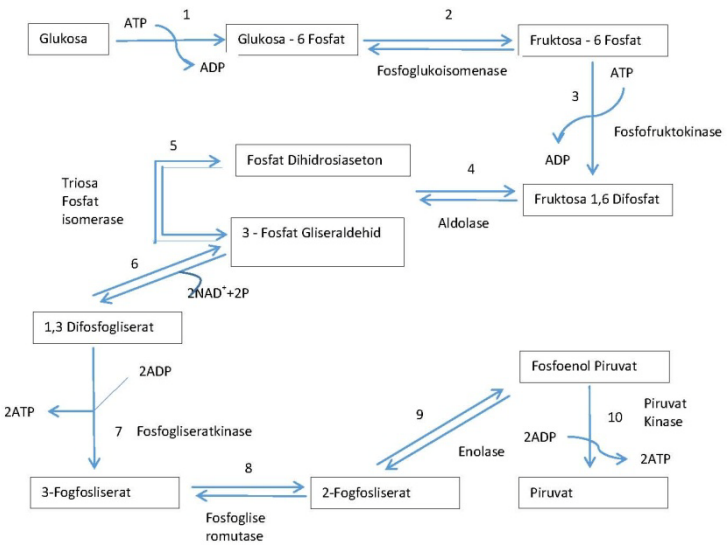 ATP
1
2
Glukosa
Glukosa - 6 Fosfat
Fruktosa - 6 Fosfat
ADP
Fosfoglukoisomenase
ATP
3
Fosfofruktokinase
ADP
5
Fosfat Dihidrosiaseton
4
Triosa
Fosfat
isomerase
Fruktosa 1,6 Difosfat
Aldolase
3 - Fosfat Gliseraldehid
6
2NAD⁺+2P
1,3 Difosfogliserat
2ADP
2ATP
7
Fosfogliseratkinase
Fosfoenol Piruvat
9
10
Piruvat
Kinase
2ADP
Enolase
2ATP
8
3-Fogfosliserat
2-Fogfosliserat
Piruvat
Fosfoglise
romutase